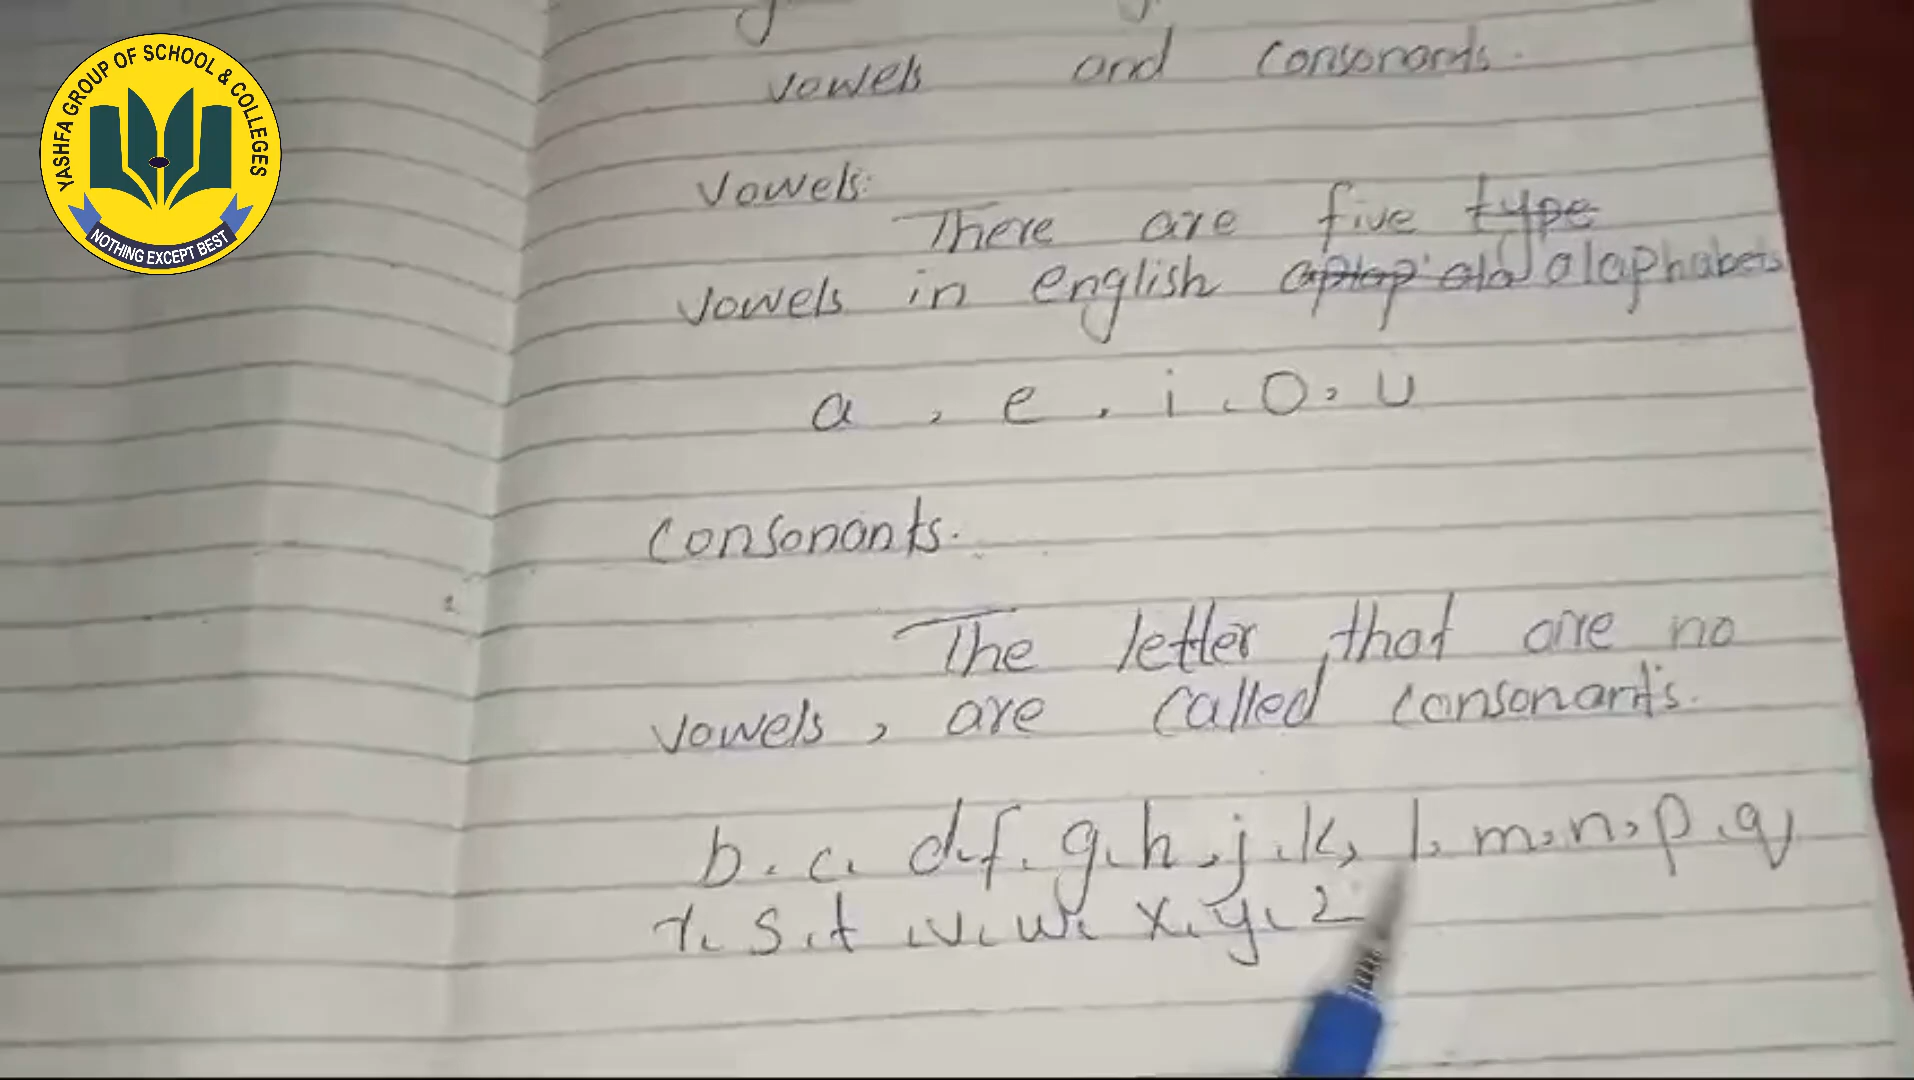 YASHFA GROUP OF SCHOOL & COLLEGES
NOTHING EXCEPT BEST
vowels and consonants.
Vowels:
There are five type
vowels in english alaphabets
a, e, i, o, u
Consonants.
The letter that are no
vowels, are called consonants.
b, c, d, f, g, h, j, k, l, m, n, p, q
r, s, t, v, w, x, y, z